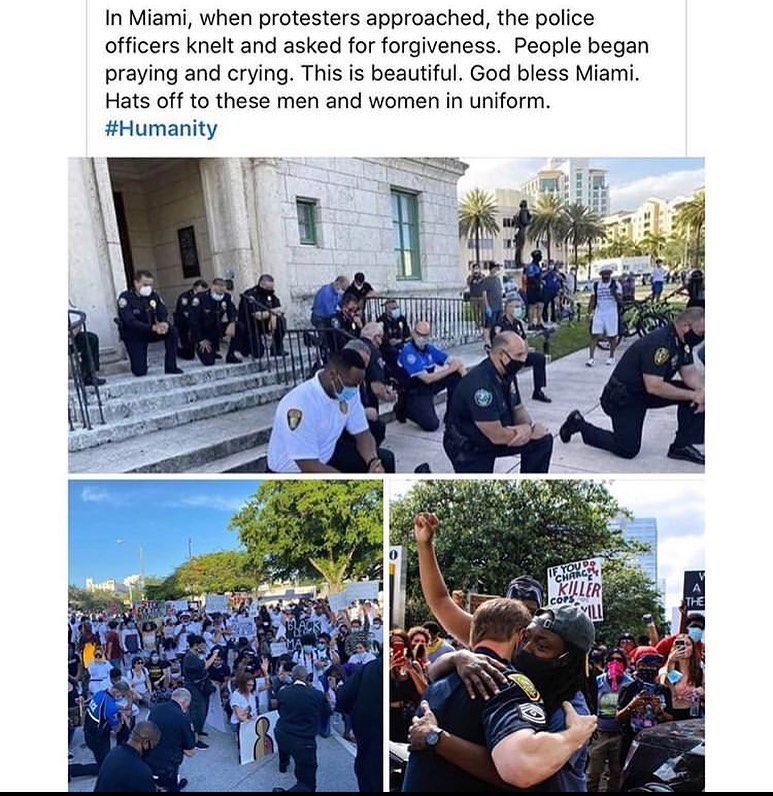 In Miami, when protesters approached, the police
officers knelt and asked for forgiveness.  People began
praying and crying. This is beautiful. God bless Miami.
Hats off to these men and women in uniform.
#Humanity
BLACK
IF YOU DO
CHARGE
KILLER
COPS
A
THE